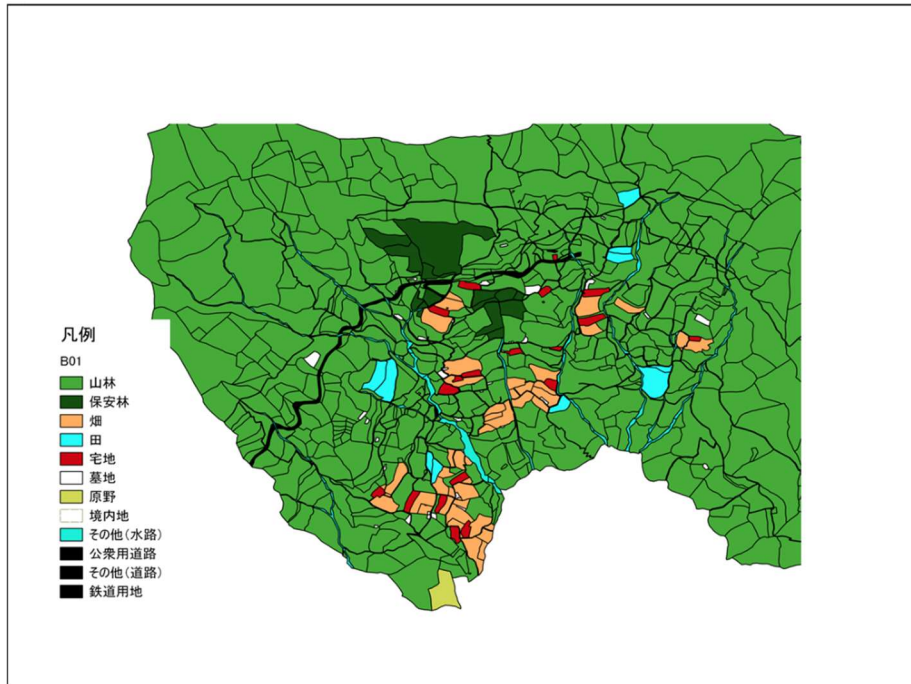 凡例
B01
山林
保安林
畑
田
宅地
墓地
原野
境内地
その他(水路)
公衆用道路
その他(道路)
鉄道用地